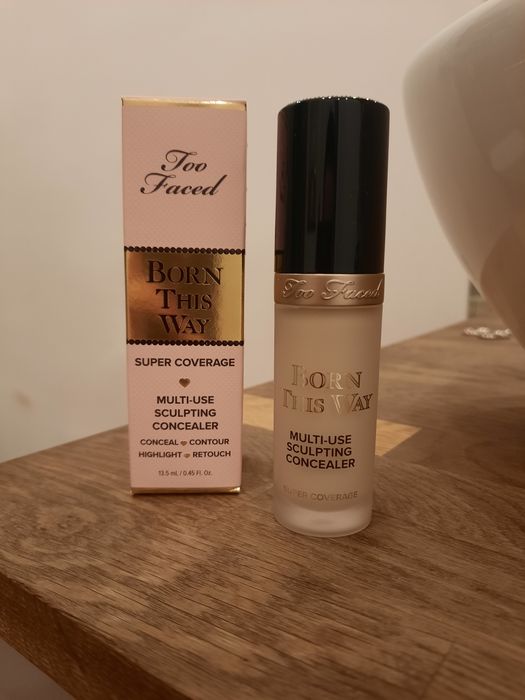 Too
Faced
BORN
THIS
WAY
SUPER COVERAGE
MULTI-USE
SCULPTING
CONCEALER
CONCEAL CONTOUR
HIGHLIGHT RETOUCH
13.5 mL / 0.45 Fl. Oz.
Too Faced
BORN
THIS WAY
MULTI-USE
SCULPTING
CONCEALER
SUPER COVERAGE